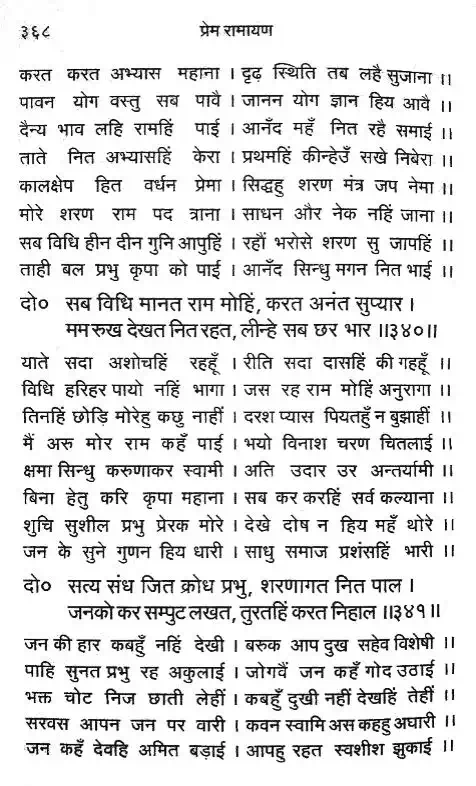 ३६८ प्रेम रामायण
करत करत अभ्यास महाना । दृढ़ स्थिति तब लहै सुजाना ।।
पावन योग वस्तु सब पावै । जानन योग ज्ञान हिय आवै ।।
दैन्य भाव लहि रामहिं पाई । आनँद महँ नित रहै समाई ।।
ताते नित अभ्यासहिं केरा । प्रथमहिं कीन्हेउँ सखे निबेरा ।।
कालक्षेप हित वर्धन प्रेमा । सिद्धहु शरण मंत्र जप नेमा ।।
मोरे शरण राम पद त्राना । साधन और नेक नहिं जाना ।।
सब विधि हीन दीन गुनि आपुहिं । रहौं भरोसे शरण सु जापहिं ।।
ताही बल प्रभु कृपा को पाई । आनँद सिन्धु मगन नित भाई ।।
दो० सब विधि मानत राम मोहिं, करत अनंत सुप्यार ।
मम रुख देखत नित रहत, लीन्हे सब छर भार ।।३४०।।
याते सदा अशोचहिं रहहूँ । रीति सदा दासहिं की गहहूँ ।।
विधि हरिहर पायो नहिं भागा । जस रह राम मोहिं अनुरागा ।।
तिनहिं छोड़ि मोरेहु कछु नाहीं । दरश प्यास पियतहुँ न बुझाहीं ।।
मैं अरु मोर राम कहँ पाई । भयो विनाश चरण चितलाई ।।
क्षमा सिन्धु करुणाकर स्वामी । अति उदार उर अन्तर्यामी ।।
बिना हेतु करि कृपा महाना । सब कर करहिं सर्व कल्याना ।।
शुचि सुशील प्रभु प्रेरक मोरे । देखे दोष न हिय महँ थोरे ।।
जन के सुने गुणन हिय धारी । साधु समाज प्रशंसहिं भारी ।।
दो० सत्य संध जित क्रोध प्रभु, शरणागत नित पाल ।
जनको कर सम्पुट लखत, तुरतहिं करत निहाल ।।३४१।।
जन की हार कबहुँ नहिं देखी । बरुक आप दुख सहेव विशेषी ।।
पाहि सुनत प्रभु रह अकुलाई । जोगवैं जन कहँ गोद उठाई ।।
भक्त चोट निज छाती लेहीं । कबहुँ दुखी नहीं देखहिं तेहीं ।।
सरवस आपन जन पर वारी । कवन स्वामि अस कहहु अघारी ।।
जन कहँ देवहि अमित बड़ाई । आपहु रहत स्वशीश झुकाई ।।